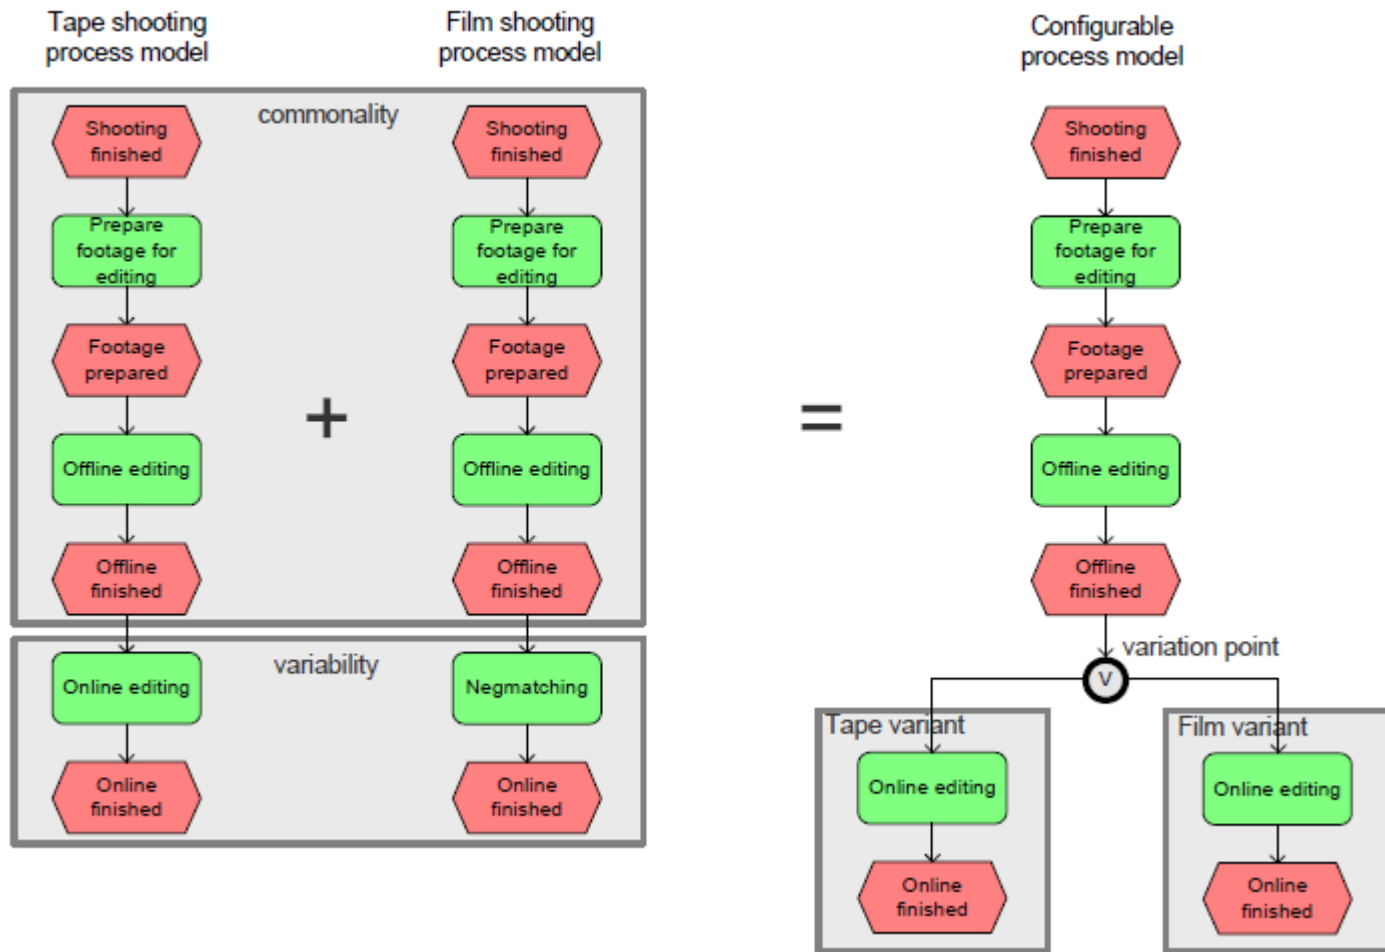 Tape shooting
process model
Film shooting
process model
Configurable
process model
commonality
Shooting
finished
Shooting
finished
Shooting
finished
Prepare
footage for
editing
Prepare
footage for
editing
Prepare
footage for
editing
Footage
prepared
Footage
prepared
Footage
prepared
+
=
Offline editing
Offline editing
Offline editing
Offline
finished
Offline
finished
Offline
finished
variability
variation point
V
Online editing
Negmatching
Tape variant
Film variant
Online editing
Online editing
Online
finished
Online
finished
Online
finished
Online
finished